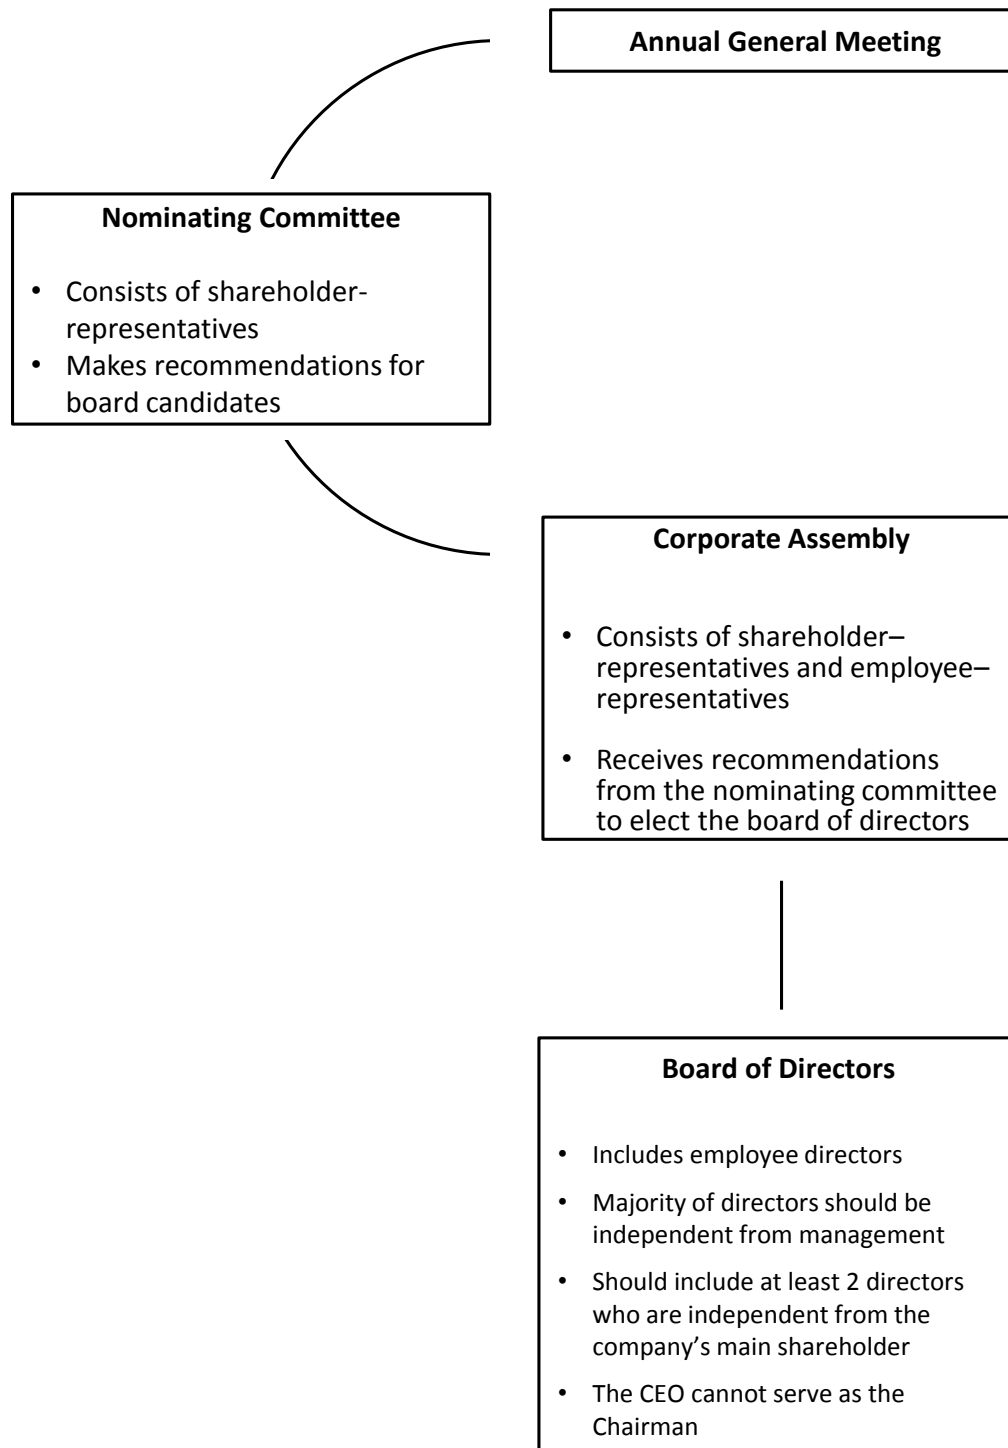 Annual General Meeting
Nominating Committee
• Consists of shareholder-
representatives
• Makes recommendations for
board candidates
Corporate Assembly
• Consists of shareholder–
representatives and employee–
representatives
• Receives recommendations
from the nominating committee
to elect the board of directors
Board of Directors
• Includes employee directors
• Majority of directors should be
independent from management
• Should include at least 2 directors
who are independent from the
company’s main shareholder
• The CEO cannot serve as the
Chairman